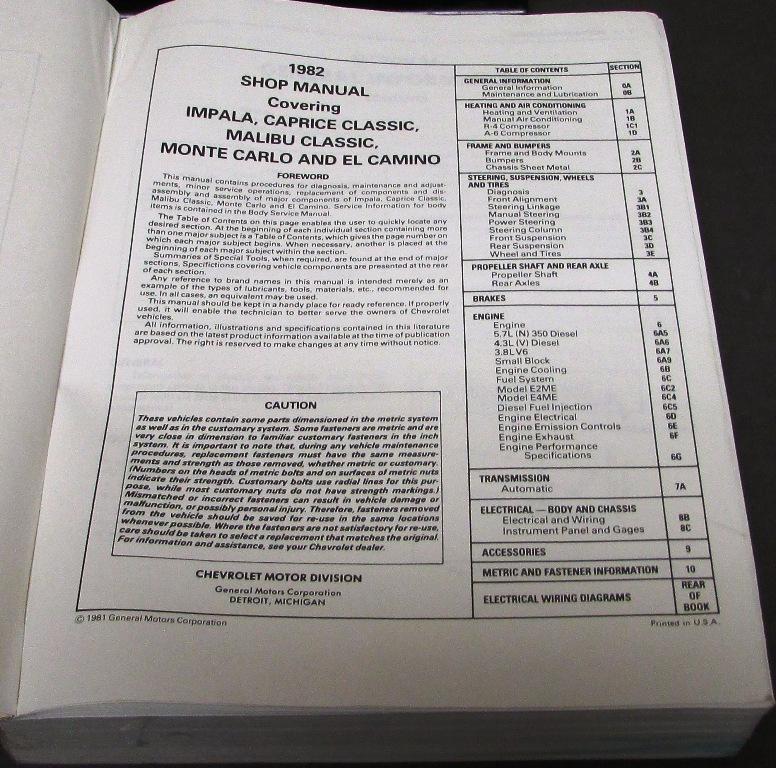 1982
SHOP MANUAL
Covering
IMPALA, CAPRICE CLASSIC,
MALIBU CLASSIC,
MONTE CARLO AND EL CAMINO
FOREWORD
This manual contains procedures for diagnosis, maintenance and adjust-
ments, minor service operations, replacement of components and dis-
assembly and assembly of major components of Impala, Caprice Classic,
Malibu Classic, Monte Carlo and El Camino. Service Information for body
items is contained in the Body Service Manual.
The Table of Contents on this page enables the user to quickly locate any
desired section. At the beginning of each individual section containing more
than one major subject is a Table of Contents, which gives the page number on
which each major subject begins. When necessary, another is placed at the
beginning of each major subject within the section.
Summaries of Special Tools, when required, are found at the end of major
sections. Specifictions covering vehicle components are presented at the rear
of each section.
Any reference to brand names in this manual is intended merely as an
example of the types of lubricants, tools, materials, etc., recommended for
use. In all cases, an equivalent may be used.
This manual should be kept in a handy place for ready reference. If properly
used, it will enable the technician to better serve the owners of Chevrolet
vehicles.
All information, illustrations and specifications contained in this literature
are based on the latest product information available at the time of publication
approval. The right is reserved to make changes at any time without notice.
CAUTION
These vehicles contain some parts dimensioned in the metric system
as well as in the customary system. Some fasteners are metric and are
very close in dimension to familiar customary fasteners in the inch
system. It is important to note that, during any vehicle maintenance
procedures, replacement fasteners must have the same measure-
ments and strength as those removed, whether metric or customary.
(Numbers on the heads of metric bolts and on surfaces of metric nuts
indicate their strength. Customary bolts use radial lines for this pur-
pose, while most customary nuts do not have strength markings.)
Mismatched or incorrect fasteners can result in vehicle damage or
malfunction, or possibly personal injury. Therefore, fasteners removed
from the vehicle should be saved for re-use in the same locations
whenever possible. Where the fasteners are not satisfactory for re-use,
care should be taken to select a replacement that matches the original.
For information and assistance, see your Chevrolet dealer.
CHEVROLET MOTOR DIVISION
General Motors Corporation
DETROIT, MICHIGAN
© 1981 General Motors Corporation
TABLE OF CONTENTS SECTION
GENERAL INFORMATION
General Information 0A
Maintenance and Lubrication 0B
HEATING AND AIR CONDITIONING
Heating and Ventilation 1A
Manual Air Conditioning 1B
R-4 Compressor 1C1
A-6 Compressor 1D
FRAME AND BUMPERS
Frame and Body Mounts 2A
Bumpers 2B
Chassis Sheet Metal 2C
STEERING, SUSPENSION, WHEELS
AND TIRES
Diagnosis 3
Front Alignment 3A
Steering Linkage 3B1
Manual Steering 3B2
Power Steering 3B3
Steering Column 3B4
Front Suspension 3C
Rear Suspension 3D
Wheel and Tires 3E
PROPELLER SHAFT AND REAR AXLE
Propeller Shaft 4A
Rear Axles 4B
BRAKES 5
ENGINE
Engine 6
5.7L (N) 350 Diesel 6A5
4.3L (V) Diesel 6A6
3.8L V6 6A7
Small Block 6A9
Engine Cooling 6B
Fuel System 6C
Model E2ME 6C2
Model E4ME 6C4
Diesel Fuel Injection 6C5
Engine Electrical 6D
Engine Emission Controls 6E
Engine Exhaust 6F
Engine Performance
Specifications 6G
TRANSMISSION
Automatic 7A
ELECTRICAL — BODY AND CHASSIS
Electrical and Wiring 8B
Instrument Panel and Gages 8C
ACCESSORIES 9
METRIC AND FASTENER INFORMATION 10
ELECTRICAL WIRING DIAGRAMS REAR
OF
BOOK
Printed in U.S.A.